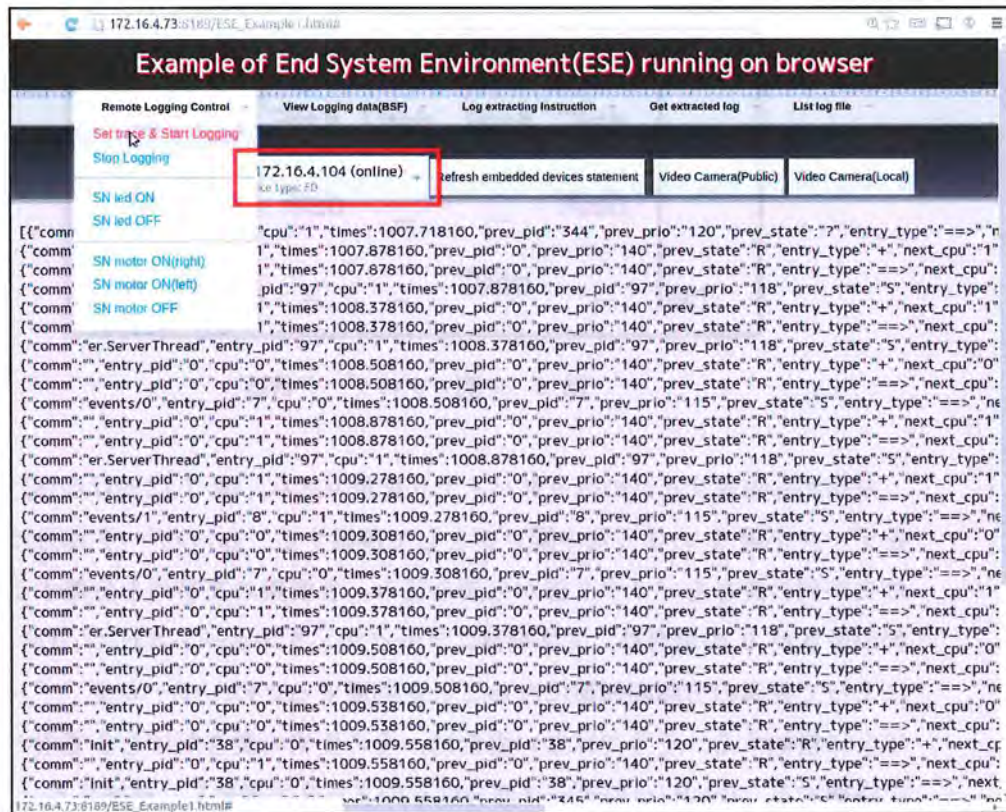 172.16.4.73:8189/ESE_Example1.html#
Example of End System Environment(ESE) running on browser
Remote Logging Control View Logging data(BSF) Log extracting Instruction Get extracted log List log file
Set trace & Start Logging
Stop Logging
172.16.4.104 (online)
ice type: ED
Refresh embedded devices statement Video Camera(Public) Video Camera(Local)
SN led ON
SN led OFF
SN motor ON(right)
SN motor ON(left)
SN motor OFF
[{"comm "cpu":"1","times":1007.718160,"prev_pid":"344","prev_prio":"120","prev_state":"?","entry_type":"==>","n
{"comm 1","times":1007.878160,"prev_pid":"0","prev_prio":"140","prev_state":"R","entry_type":"+","next_cpu":"1"
{"comm 1","times":1007.878160,"prev_pid":"0","prev_prio":"140","prev_state":"R","entry_type":"==>","next_cpu":
{"comm _pid":"97","cpu":"1","times":1007.878160,"prev_pid":"97","prev_prio":"118","prev_state":"S","entry_type":
{"comm 1","times":1008.378160,"prev_pid":"0","prev_prio":"140","prev_state":"R","entry_type":"+","next_cpu":"1"
{"comm 1","times":1008.378160,"prev_pid":"0","prev_prio":"140","prev_state":"R","entry_type":"==>","next_cpu":
{"comm":"er.ServerThread","entry_pid":"97","cpu":"1","times":1008.378160,"prev_pid":"97","prev_prio":"118","prev_state":"S","entry_type":
{"comm":"","entry_pid":"0","cpu":"0","times":1008.508160,"prev_pid":"0","prev_prio":"140","prev_state":"R","entry_type":"+","next_cpu":"0"
{"comm":"","entry_pid":"0","cpu":"0","times":1008.508160,"prev_pid":"0","prev_prio":"140","prev_state":"R","entry_type":"==>","next_cpu":
{"comm":"events/0","entry_pid":"7","cpu":"0","times":1008.508160,"prev_pid":"7","prev_prio":"115","prev_state":"S","entry_type":"==>","ne
{"comm":"","entry_pid":"0","cpu":"1","times":1008.878160,"prev_pid":"0","prev_prio":"140","prev_state":"R","entry_type":"+","next_cpu":"1"
{"comm":"","entry_pid":"0","cpu":"1","times":1008.878160,"prev_pid":"0","prev_prio":"140","prev_state":"R","entry_type":"==>","next_cpu":
{"comm":"er.ServerThread","entry_pid":"97","cpu":"1","times":1008.878160,"prev_pid":"97","prev_prio":"118","prev_state":"S","entry_type":
{"comm":"","entry_pid":"0","cpu":"1","times":1009.278160,"prev_pid":"0","prev_prio":"140","prev_state":"R","entry_type":"+","next_cpu":"1"
{"comm":"","entry_pid":"0","cpu":"1","times":1009.278160,"prev_pid":"0","prev_prio":"140","prev_state":"R","entry_type":"==>","next_cpu":
{"comm":"events/1","entry_pid":"8","cpu":"1","times":1009.278160,"prev_pid":"8","prev_prio":"115","prev_state":"S","entry_type":"==>","ne
{"comm":"","entry_pid":"0","cpu":"0","times":1009.308160,"prev_pid":"0","prev_prio":"140","prev_state":"R","entry_type":"+","next_cpu":"0"
{"comm":"","entry_pid":"0","cpu":"0","times":1009.308160,"prev_pid":"0","prev_prio":"140","prev_state":"R","entry_type":"==>","next_cpu":
{"comm":"events/0","entry_pid":"7","cpu":"0","times":1009.308160,"prev_pid":"7","prev_prio":"115","prev_state":"S","entry_type":"==>","ne
{"comm":"","entry_pid":"0","cpu":"1","times":1009.378160,"prev_pid":"0","prev_prio":"140","prev_state":"R","entry_type":"+","next_cpu":"1"
{"comm":"","entry_pid":"0","cpu":"1","times":1009.378160,"prev_pid":"0","prev_prio":"140","prev_state":"R","entry_type":"==>","next_cpu":
{"comm":"er.ServerThread","entry_pid":"97","cpu":"1","times":1009.378160,"prev_pid":"97","prev_prio":"118","prev_state":"S","entry_type":
{"comm":"","entry_pid":"0","cpu":"0","times":1009.508160,"prev_pid":"0","prev_prio":"140","prev_state":"R","entry_type":"+","next_cpu":"0"
{"comm":"","entry_pid":"0","cpu":"0","times":1009.508160,"prev_pid":"0","prev_prio":"140","prev_state":"R","entry_type":"==>","next_cpu":
{"comm":"events/0","entry_pid":"7","cpu":"0","times":1009.508160,"prev_pid":"7","prev_prio":"115","prev_state":"S","entry_type":"==>","ne
{"comm":"","entry_pid":"0","cpu":"0","times":1009.538160,"prev_pid":"0","prev_prio":"140","prev_state":"R","entry_type":"+","next_cpu":"0"
{"comm":"","entry_pid":"0","cpu":"0","times":1009.538160,"prev_pid":"0","prev_prio":"140","prev_state":"R","entry_type":"==>","next_cpu":
{"comm":"init","entry_pid":"38","cpu":"0","times":1009.558160,"prev_pid":"38","prev_prio":"120","prev_state":"R","entry_type":"+","next_cp
{"comm":"","entry_pid":"0","cpu":"1","times":1009.558160,"prev_pid":"0","prev_prio":"140","prev_state":"R","entry_type":"==>","next_cpu":
{"comm":"init","entry_pid":"38","cpu":"0","times":1009.558160,"prev_pid":"38","prev_prio":"120","prev_state":"S","entry_type":"==>","next
172.16.4.73:8189/ESE_Example1.html#